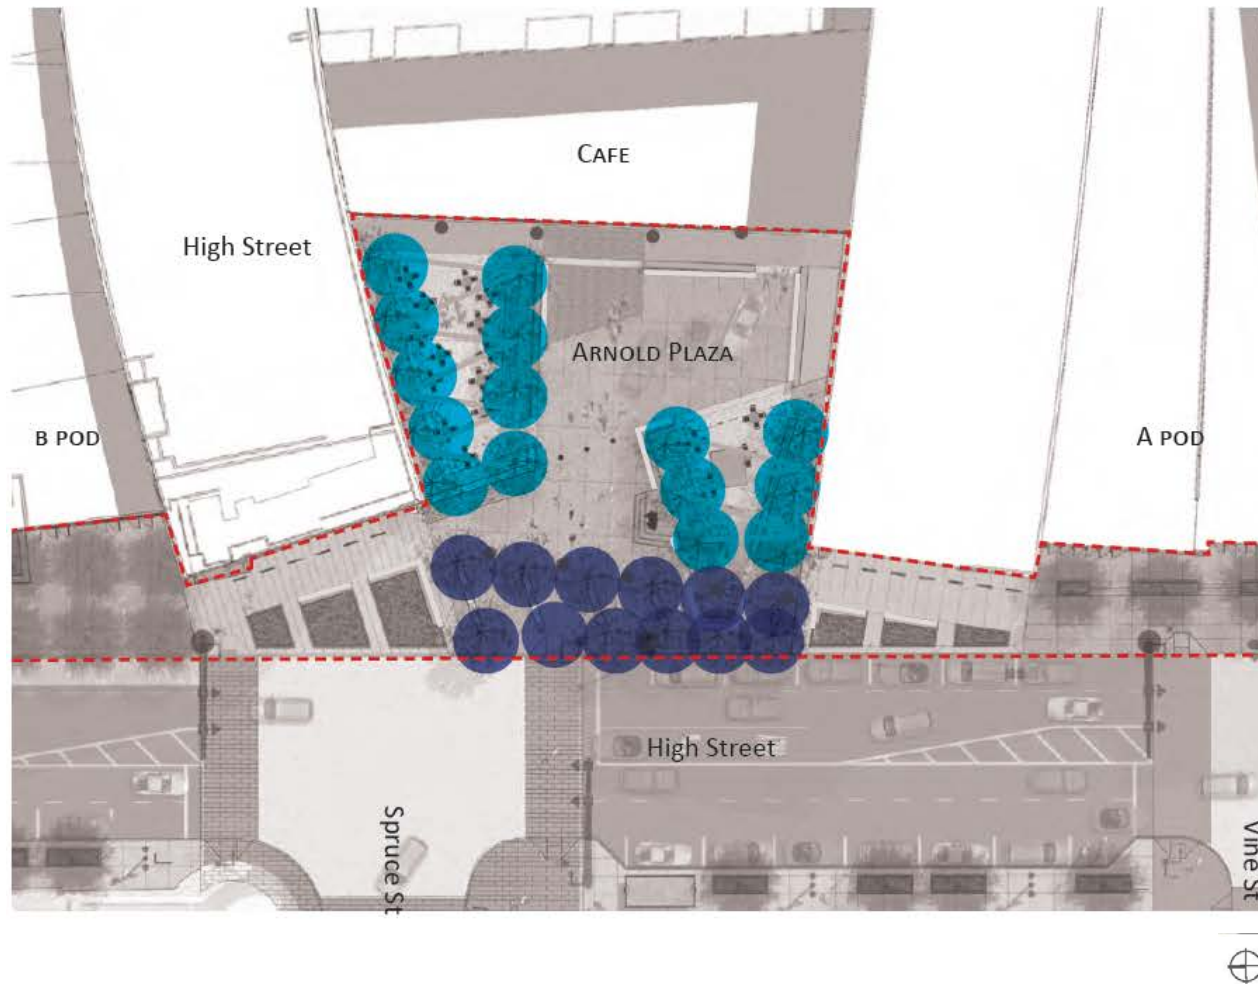 CAFE
High Street
ARNOLD PLAZA
B POD
A POD
High Street
Spruce St
Vine St